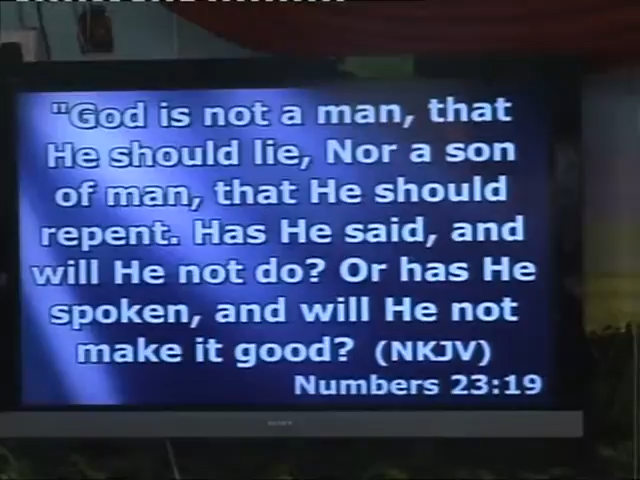 "God is not a man, that
He should lie, Nor a son
of man, that He should
repent. Has He said, and
will He not do? Or has He
spoken, and will He not
make it good? (NKJV)
Numbers 23:19
SONY